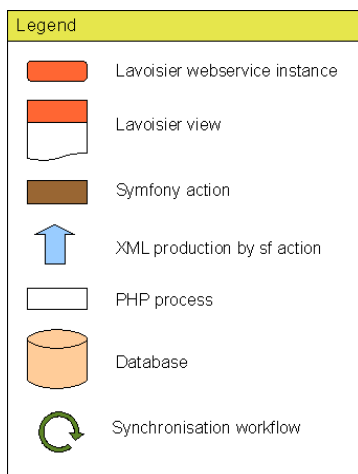 Legend
Lavoisier webservice instance
Lavoisier view
Symfony action
XML production by sf action
PHP process
Database
Synchronisation workflow